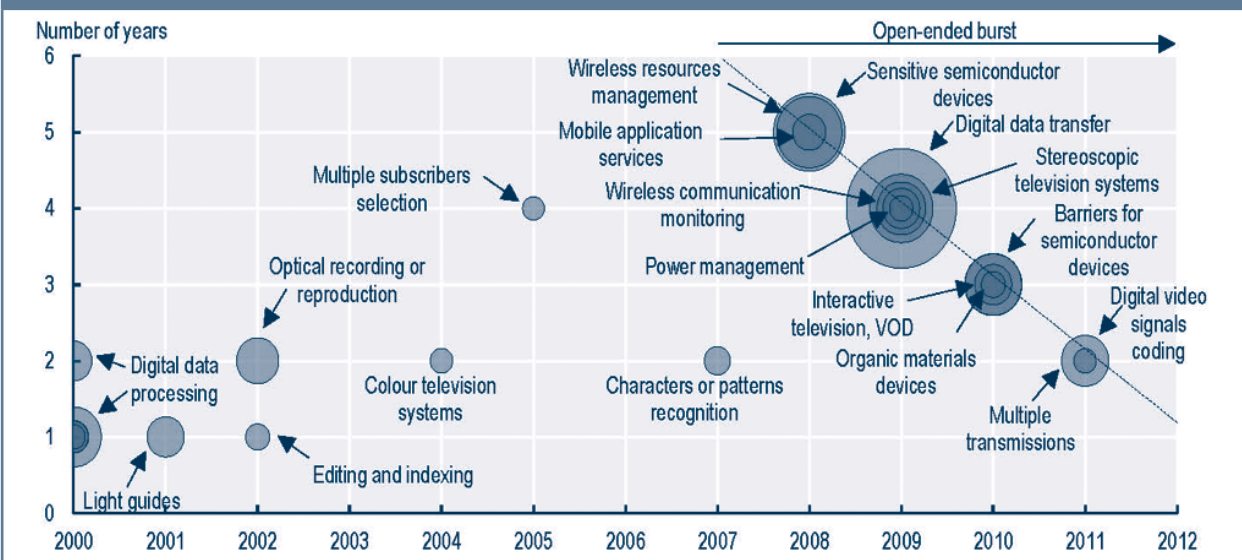 Number of years
Open-ended burst
6
5
4
3
2
1
0
Wireless resources
management
Sensitive semiconductor
devices
Mobile application
services
Digital data transfer
Multiple subscribers
selection
Wireless communication
monitoring
Stereoscopic
television systems
Power management
Barriers for
semiconductor
devices
Optical recording or
reproduction
Interactive
television, VOD
Digital video
signals
coding
Digital data
processing
Colour television
systems
Characters or patterns
recognition
Organic materials
devices
Multiple
transmissions
Editing and indexing
Light guides
2000
2001
2002
2003
2004
2005
2006
2007
2008
2009
2010
2011
2012